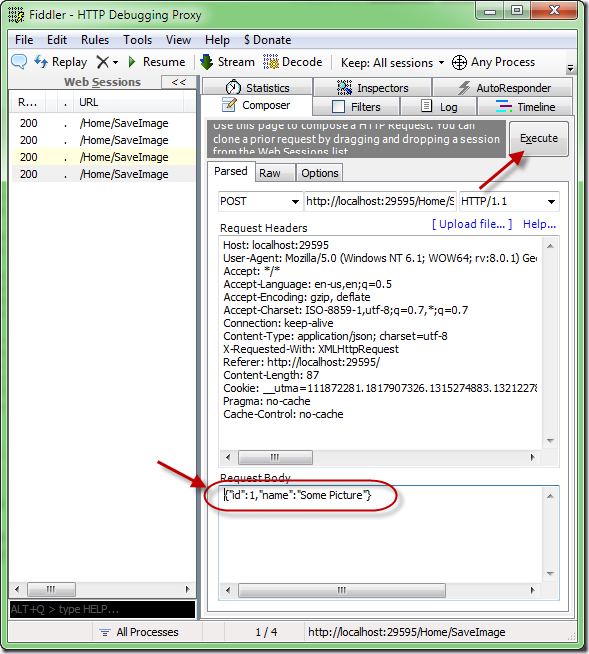 Fiddler - HTTP Debugging Proxy
File Edit Rules Tools View Help $ Donate
Replay Resume Stream Decode Keep: All sessions Any Process
Web Sessions <<
R... . URL
200 . /Home/SaveImage
200 . /Home/SaveImage
200 . /Home/SaveImage
200 . /Home/SaveImage
Statistics Inspectors AutoResponder
Composer Filters Log Timeline
Use this page to compose a HTTP Request. You can
clone a prior request by dragging and dropping a session
from the Web Sessions list.
Execute
Parsed Raw Options
POST http://localhost:29595/Home/S HTTP/1.1
Request Headers [ Upload file... ] Help...
Host: localhost:29595
User-Agent: Mozilla/5.0 (Windows NT 6.1; WOW64; rv:8.0.1) Gec
Accept: */*
Accept-Language: en-us,en;q=0.5
Accept-Encoding: gzip, deflate
Accept-Charset: ISO-8859-1,utf-8;q=0.7,*;q=0.7
Connection: keep-alive
Content-Type: application/json; charset=utf-8
X-Requested-With: XMLHttpRequest
Referer: http://localhost:29595/
Content-Length: 87
Cookie: __utma=111872281.1817907326.1315274883.13212278
Pragma: no-cache
Cache-Control: no-cache
Request Body
{"id":1,"name":"Some Picture"}
ALT+Q > type HELP...
All Processes 1 / 4 http://localhost:29595/Home/SaveImage